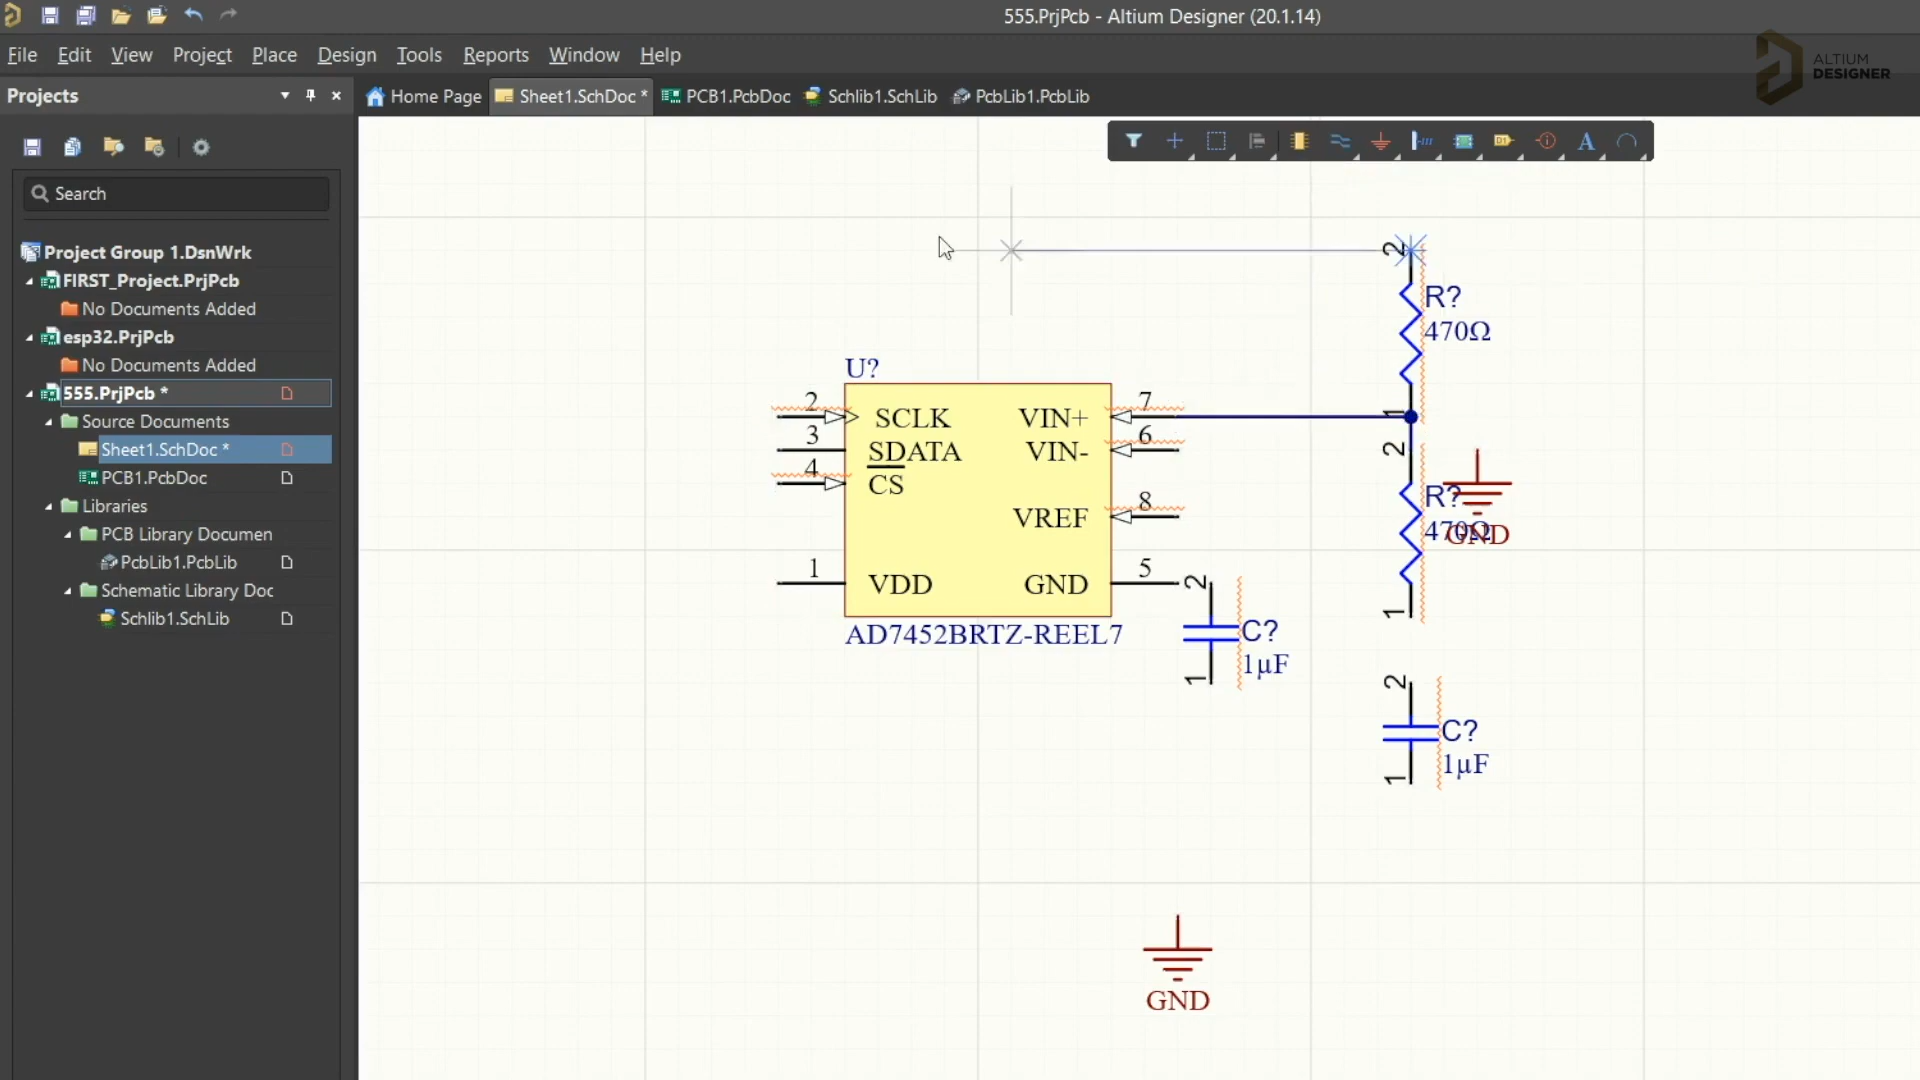 555.PrjPcb - Altium Designer (20.1.14)
File Edit View Project Place Design Tools Reports Window Help
ALTIUM
DESIGNER
Projects
Home Page Sheet1.SchDoc * PCB1.PcbDoc Schlib1.SchLib PcbLib1.PcbLib
Search
Project Group 1.DsnWrk
FIRST_Project.PrjPcb
No Documents Added
esp32.PrjPcb
No Documents Added
555.PrjPcb *
Source Documents
Sheet1.SchDoc *
PCB1.PcbDoc
Libraries
PCB Library Documen
PcbLib1.PcbLib
Schematic Library Doc
Schlib1.SchLib
2
R?
470Ω
1
U?
2 SCLK VIN+ 7
3 SDATA VIN- 6
4 CS
VREF 8
1 VDD GND 5
AD7452BRTZ-REEL7
2
R?
470Ω
1
GND
2
C?
1µF
1
2
C?
1µF
1
GND